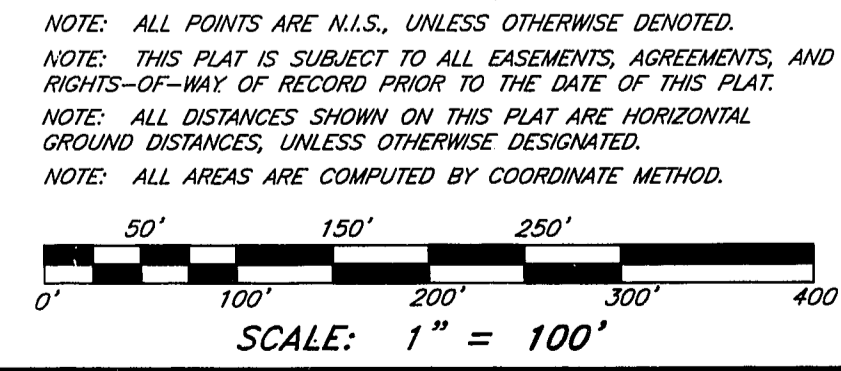 NOTE: ALL POINTS ARE N.I.S., UNLESS OTHERWISE DENOTED.
NOTE: THIS PLAT IS SUBJECT TO ALL EASEMENTS, AGREEMENTS, AND
RIGHTS-OF-WAY OF RECORD PRIOR TO THE DATE OF THIS PLAT.
NOTE: ALL DISTANCES SHOWN ON THIS PLAT ARE HORIZONTAL
GROUND DISTANCES, UNLESS OTHERWISE DESIGNATED.
NOTE: ALL AREAS ARE COMPUTED BY COORDINATE METHOD.
50' 150' 250'
0' 100' 200' 300' 400
SCALE: 1" = 100'